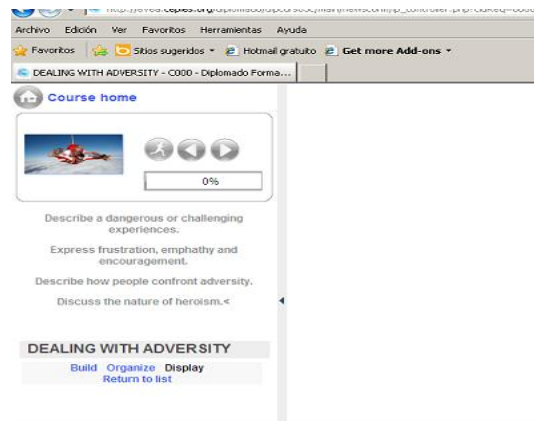 Archivo Edición Ver Favoritos Herramientas Ayuda
Favoritos Sitios sugeridos Hotmail gratuito Get more Add-ons
DEALING WITH ADVERSITY - C000 - Diplomado Forma...
Course home
0%
Describe a dangerous or challenging
experiences.
Express frustration, emphathy and
encouragement.
Describe how people confront adversity.
Discuss the nature of heroism.<
DEALING WITH ADVERSITY
Build Organize Display
Return to list